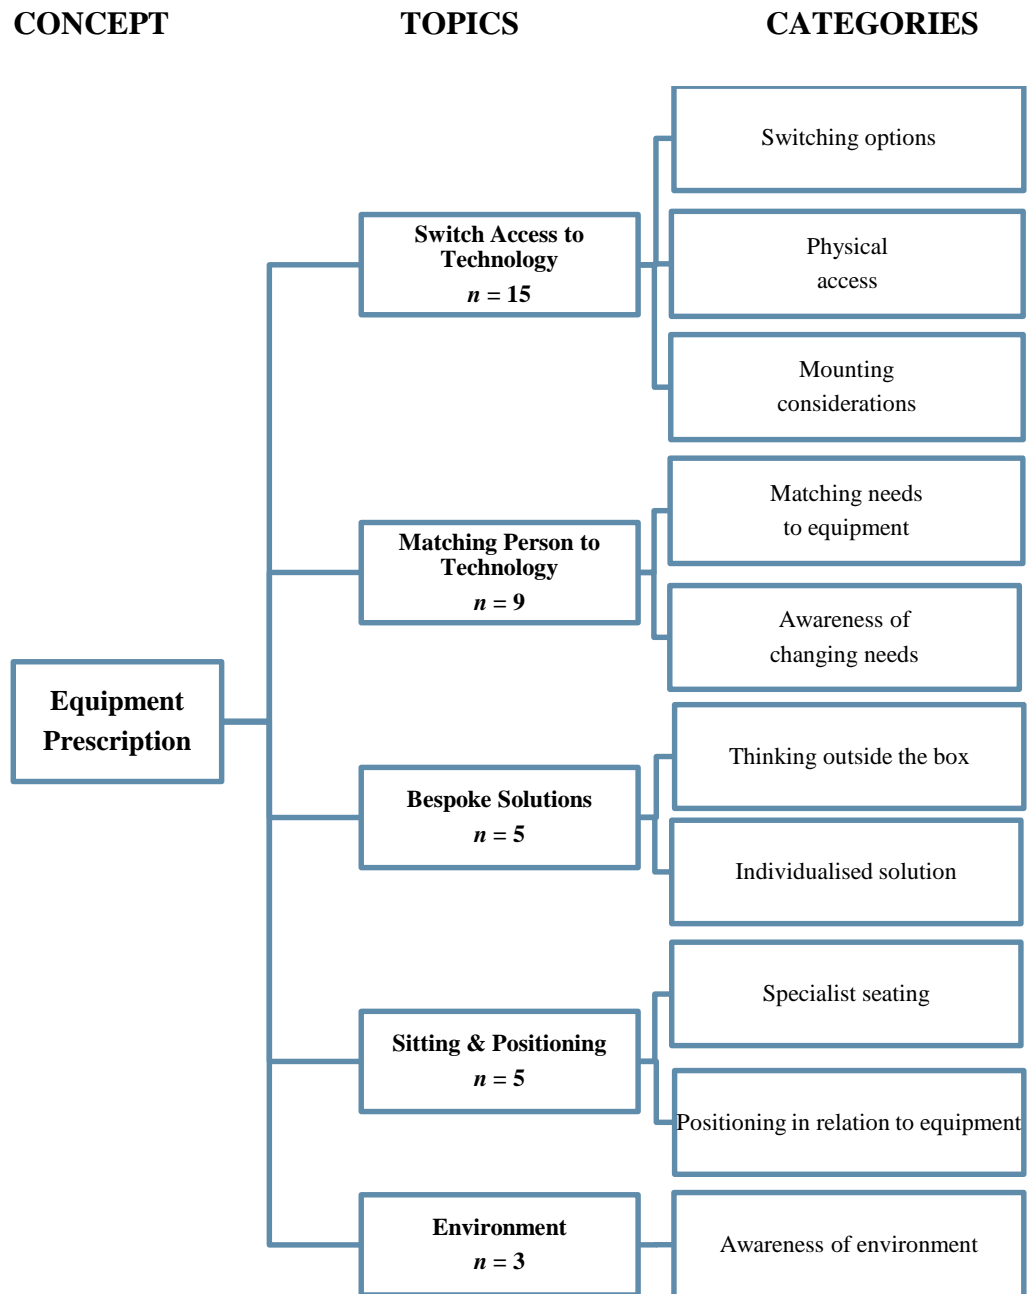 CONCEPT TOPICS CATEGORIES
Switching options
Switch Access to
Technology
n = 15
Physical
access
Mounting
considerations
Matching Person to
Technology
n = 9
Matching needs
to equipment
Awareness of
changing needs
Equipment
Prescription
Bespoke Solutions
n = 5
Thinking outside the box
Individualised solution
Sitting & Positioning
n = 5
Specialist seating
Positioning in relation to equipment
Environment
n = 3
Awareness of environment